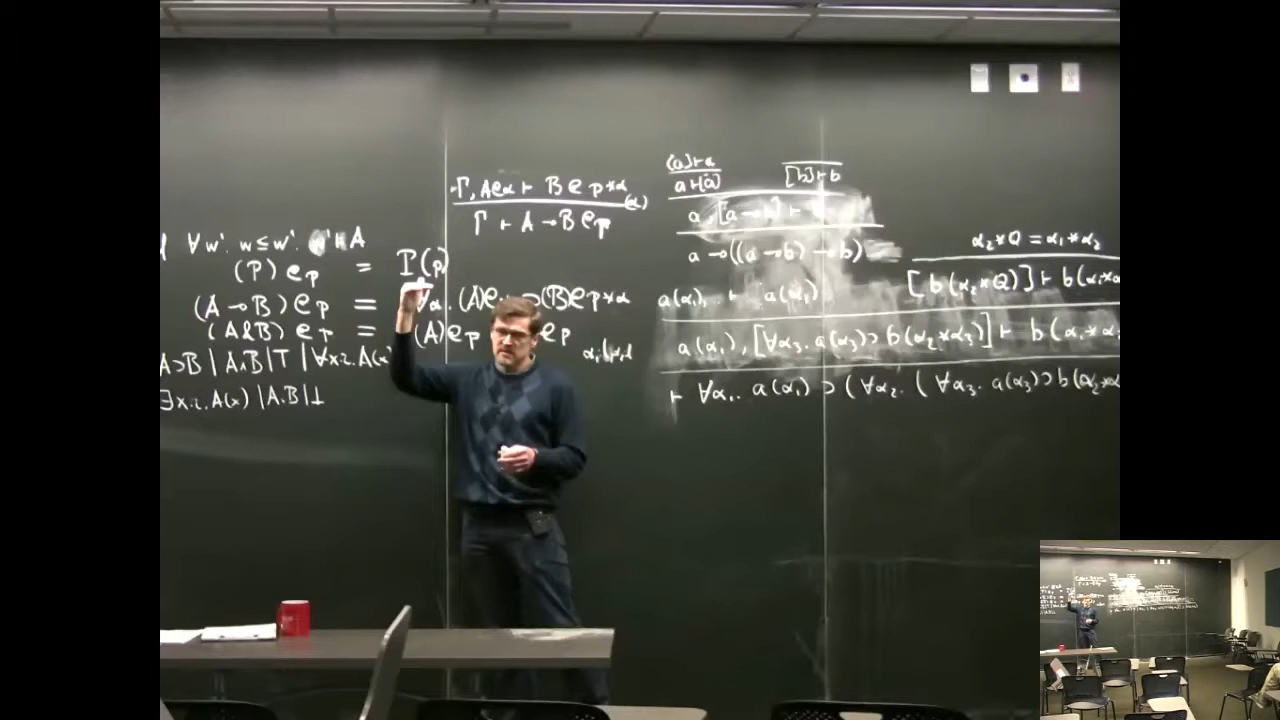 ∀w'. w ≤ w'. w' ⊩ A
(P) @ p = P(p)
(A → B) @ p = ∀α. (A)@ ⊃ (B)@ p*α
(A & B) @ p = (A)@ p @ p
A ⊃ B | A ∧ B | ⊤ | ∀x:τ. A(x)
∃x:τ. A(x) | A ∨ B | ⊥
Γ, A@α ⊢ B @ p*α
(α)
Γ ⊢ A → B @ p
[a] ⊢ a
a ⊢ [a]
[b] ⊢ b
a, [a → b] ⊢
a → ((a → b) → b)
α₂*Q = α₁*α₂
[b(α₂*Q)] ⊢ b(α₁*α
a(α₁), ⊢ a(α₁)
a(α₁), [∀α₃. a(α₃) ⊃ b(α₂*α₃)] ⊢ b(α₁*α
⊢ ∀α₁. a(α₁) ⊃ (∀α₂. (∀α₃. a(α₃) ⊃ b(α₂*α